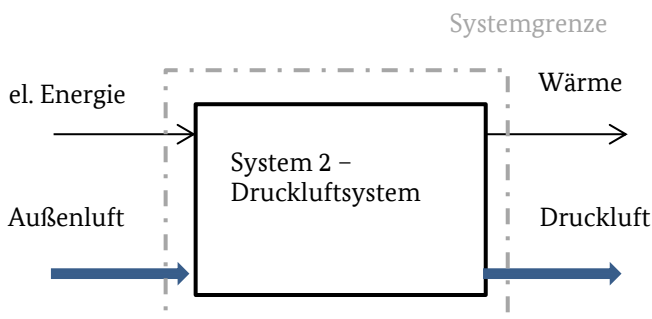 Systemgrenze
el. Energie
Wärme
System 2 –
Druckluftsystem
Außenluft
Druckluft